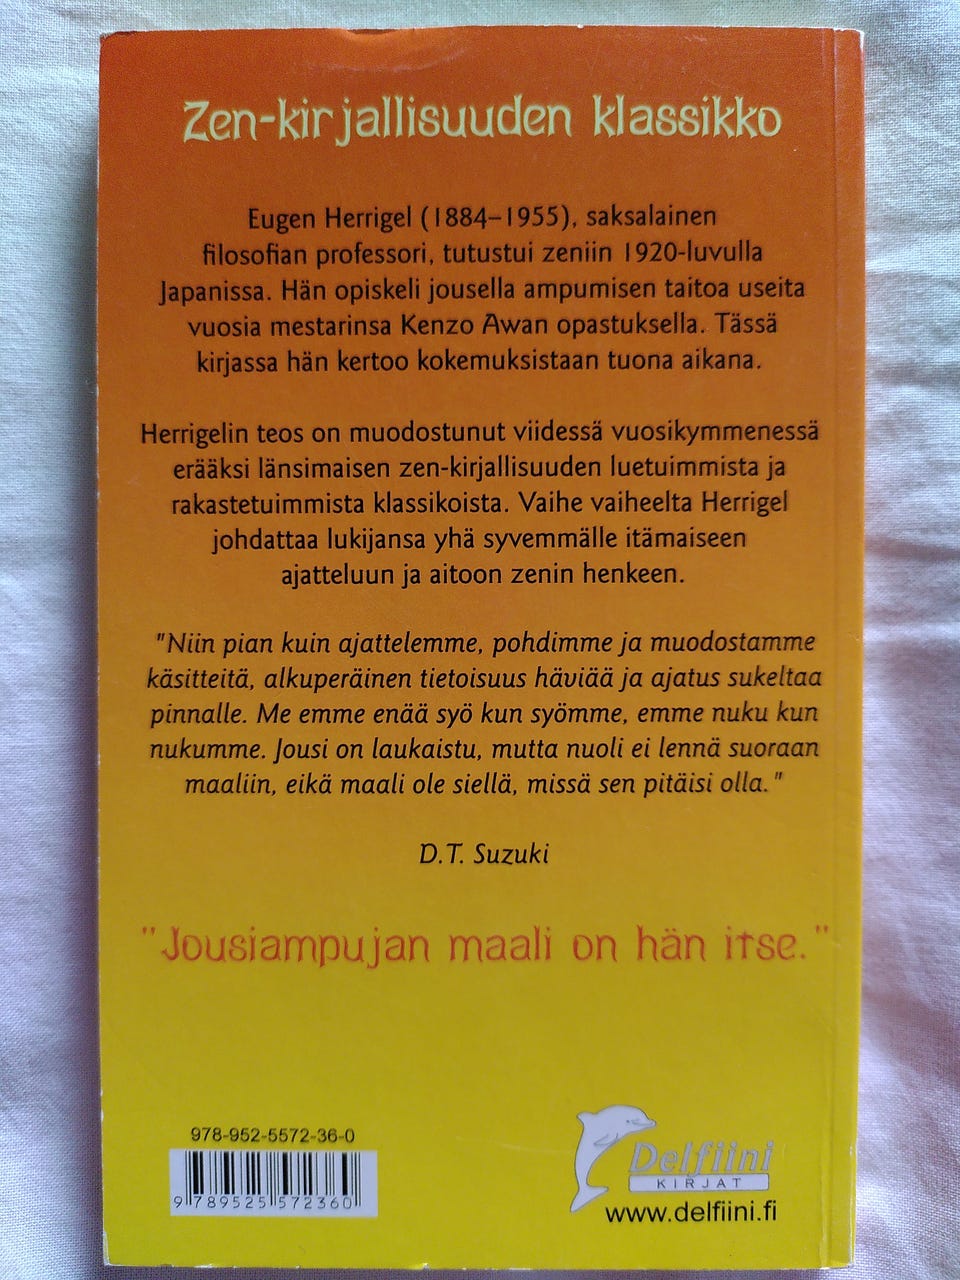 Zen-kirjallisuuden klassikko
Eugen Herrigel (1884–1955), saksalainen
filosofian professori, tutustui zeniin 1920-luvulla
Japanissa. Hän opiskeli jousella ampumisen taitoa useita
vuosia mestarinsa Kenzo Awan opastuksella. Tässä
kirjassa hän kertoo kokemuksistaan tuona aikana.
Herrigelin teos on muodostunut viidessä vuosikymmenessä
erääksi länsimaisen zen-kirjallisuuden luetuimmista ja
rakastetuimmista klassikoista. Vaihe vaiheelta Herrigel
johdattaa lukijansa yhä syvemmälle itämaiseen
ajatteluun ja aitoon zenin henkeen.
"Niin pian kuin ajattelemme, pohdimme ja muodostamme
käsitteitä, alkuperäinen tietoisuus häviää ja ajatus sukeltaa
pinnalle. Me emme enää syö kun syömme, emme nuku kun
nukumme. Jousi on laukaistu, mutta nuoli ei lennä suoraan
maaliin, eikä maali ole siellä, missä sen pitäisi olla."
D.T. Suzuki
"Jousiampujan maali on hän itse."
978-952-5572-36-0
9 789525 572360
Delfiini
KIRJAT
www.delfiini.fi